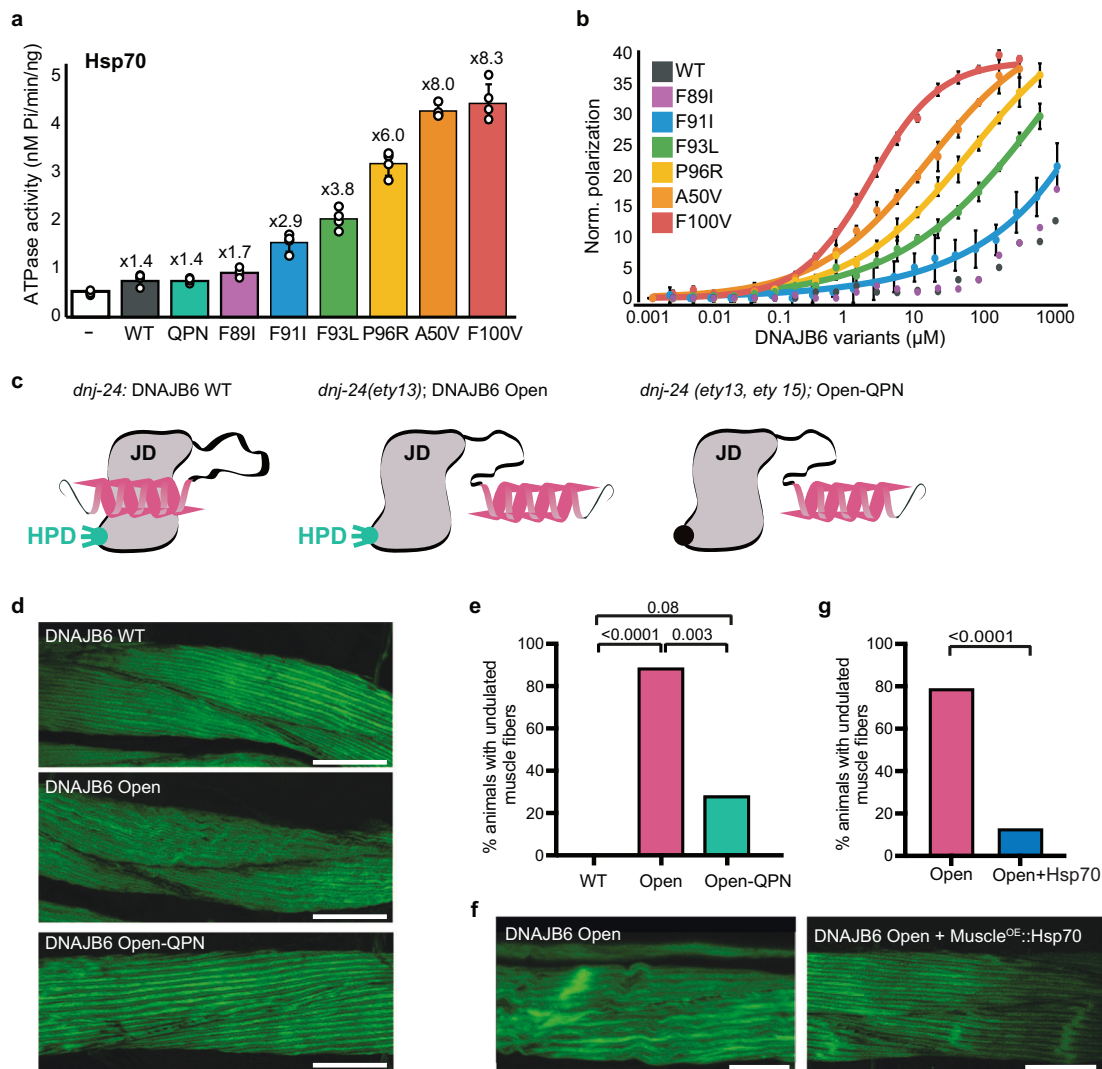 a
Hsp70
ATPase activity (nM Pi/min/ng)
5
4
3
2
1
0
x1.4
x1.4
x1.7
x2.9
x3.8
x6.0
x8.0
x8.3
– WT QPN F89I F91I F93L P96R A50V F100V
b
Norm. polarization
40
35
30
25
20
15
10
5
0
WT
F89I
F91I
F93L
P96R
A50V
F100V
0.001 0.01 0.1 1 10 100 1000
DNAJB6 variants (µM)
c
dnj-24: DNAJB6 WT
JD
HPD
dnj-24(ety13); DNAJB6 Open
JD
HPD
dnj-24 (ety13, ety 15); Open-QPN
JD
d
DNAJB6 WT
DNAJB6 Open
DNAJB6 Open-QPN
e
0.08
<0.0001 0.003
% animals with undulated
muscle fibers
100
80
60
40
20
0
WT Open Open-QPN
g
<0.0001
% animals with undulated
muscle fibers
100
80
60
40
20
0
Open Open+Hsp70
f
DNAJB6 Open
DNAJB6 Open + Muscle^OE::Hsp70